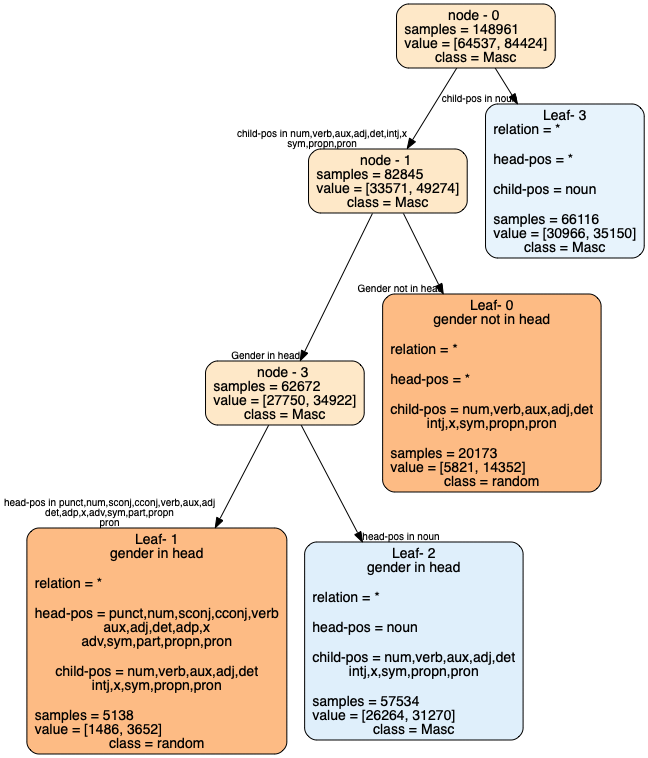 node - 0
samples = 148961
value = [64537, 84424]
class = Masc
child-pos in noun
child-pos in num,verb,aux,adj,det,intj,x
sym,propn,pron
Leaf- 3
relation = *
head-pos = *
child-pos = noun
samples = 66116
value = [30966, 35150]
class = Masc
node - 1
samples = 82845
value = [33571, 49274]
class = Masc
Gender not in head
Leaf- 0
gender not in head
relation = *
head-pos = *
child-pos = num,verb,aux,adj,det
intj,x,sym,propn,pron
samples = 20173
value = [5821, 14352]
class = random
Gender in head
node - 3
samples = 62672
value = [27750, 34922]
class = Masc
head-pos in punct,num,sconj,cconj,verb,aux,adj
det,adp,x,adv,sym,part,propn
pron
head-pos in noun
Leaf- 1
gender in head
relation = *
head-pos = punct,num,sconj,cconj,verb
aux,adj,det,adp,x
adv,sym,part,propn,pron
child-pos = num,verb,aux,adj,det
intj,x,sym,propn,pron
samples = 5138
value = [1486, 3652]
class = random
Leaf- 2
gender in head
relation = *
head-pos = noun
child-pos = num,verb,aux,adj,det
intj,x,sym,propn,pron
samples = 57534
value = [26264, 31270]
class = Masc